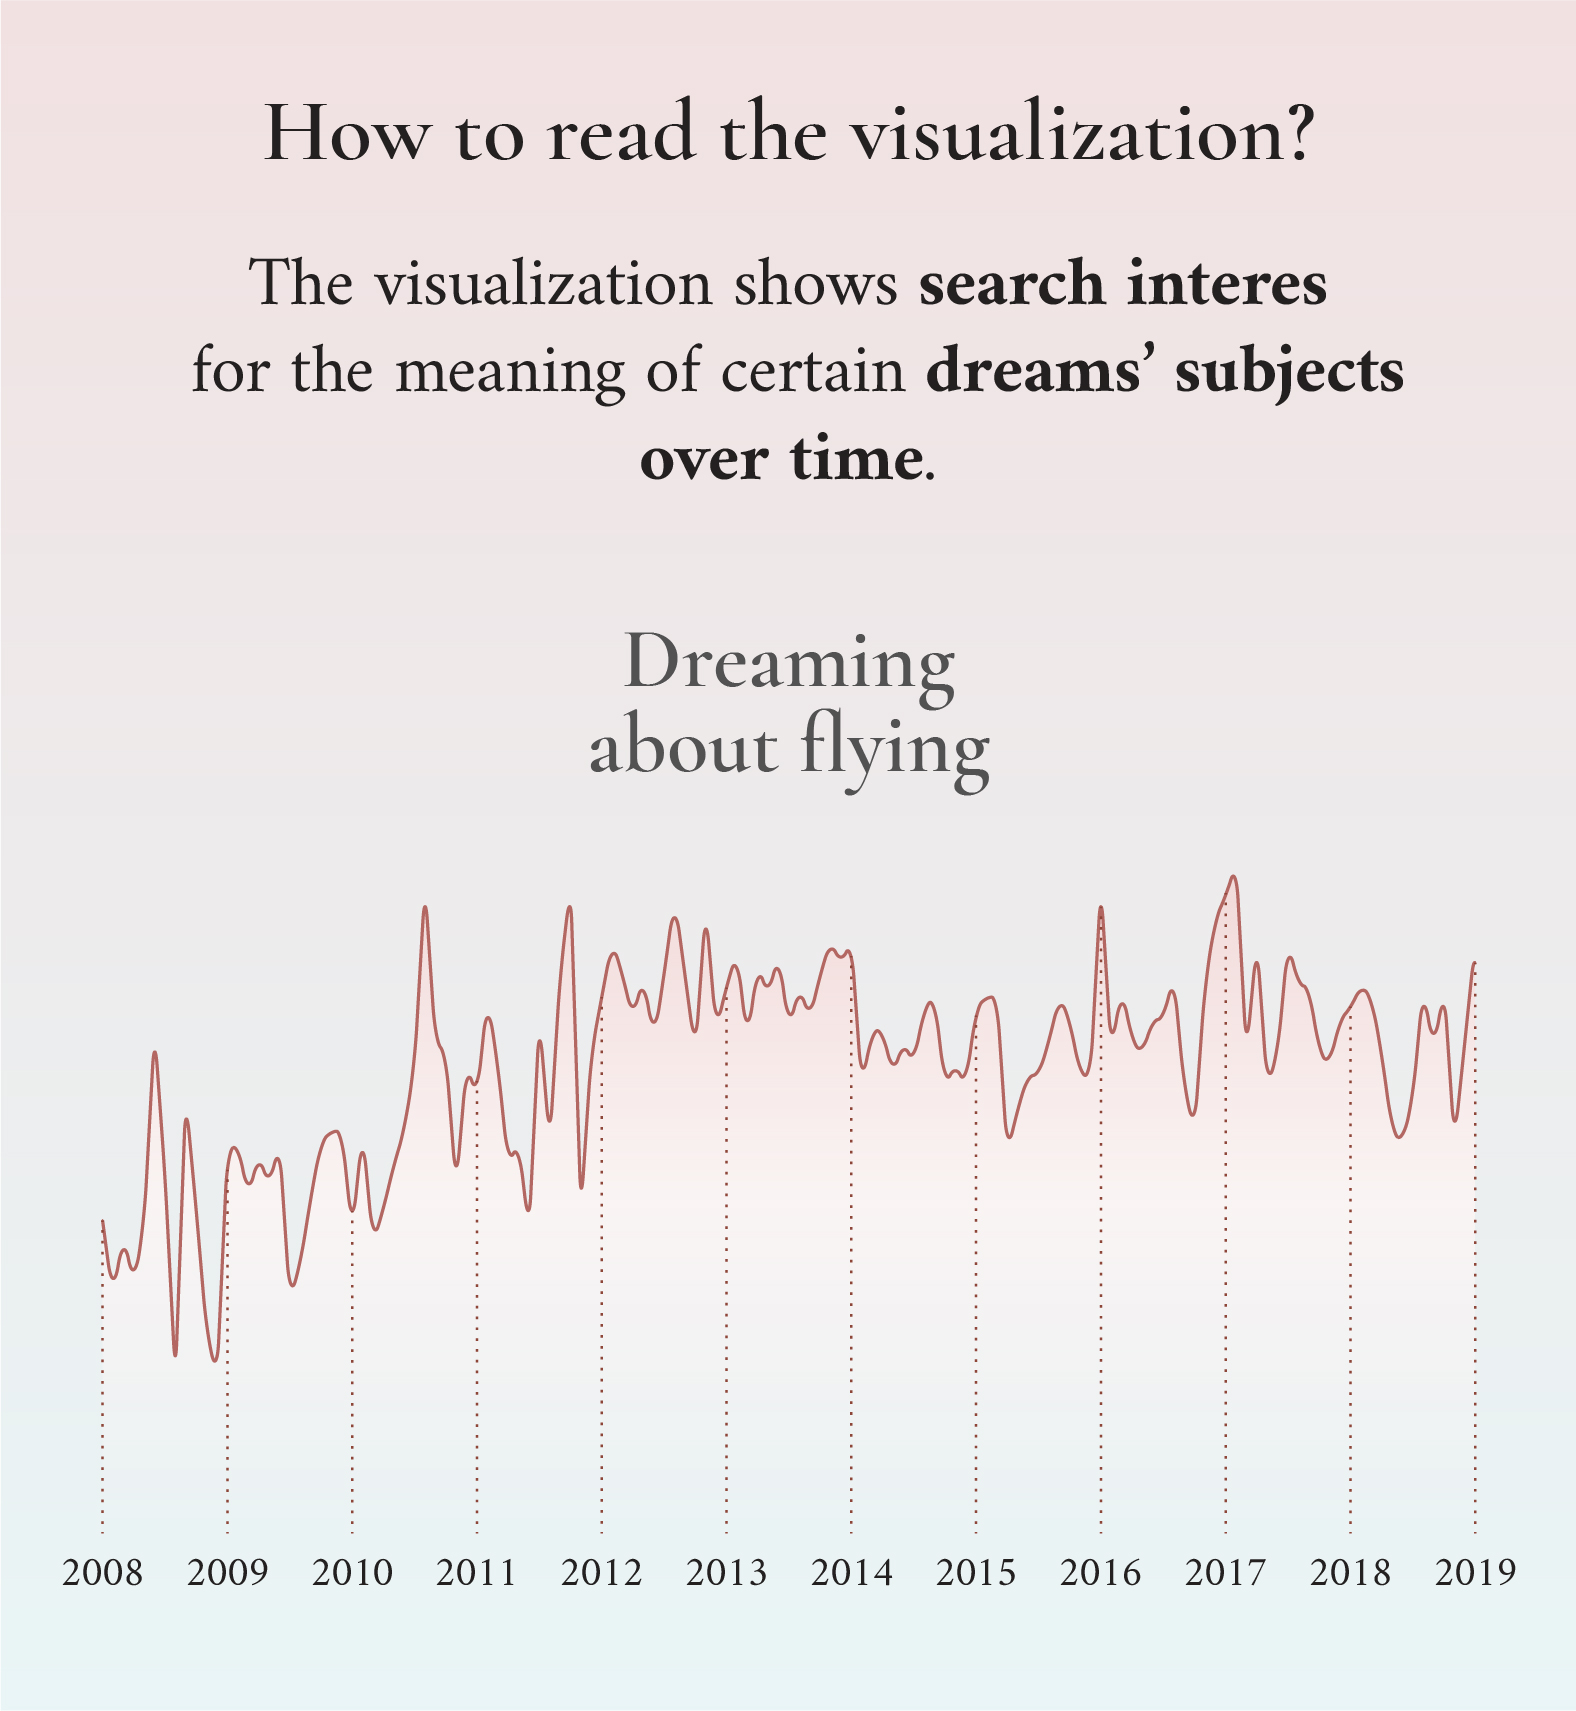 How to read the visualization?
The visualization shows search interes
for the meaning of certain dreams’ subjects
over time.
Dreaming
about flying
2008 2009 2010 2011 2012 2013 2014 2015 2016 2017 2018 2019